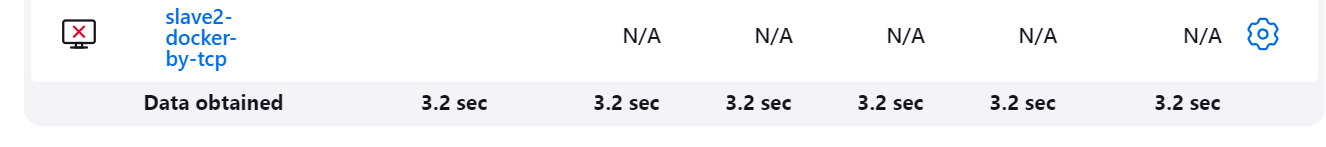 slave2-
docker-
by-tcp
N/A N/A N/A N/A N/A
Data obtained 3.2 sec 3.2 sec 3.2 sec 3.2 sec 3.2 sec 3.2 sec